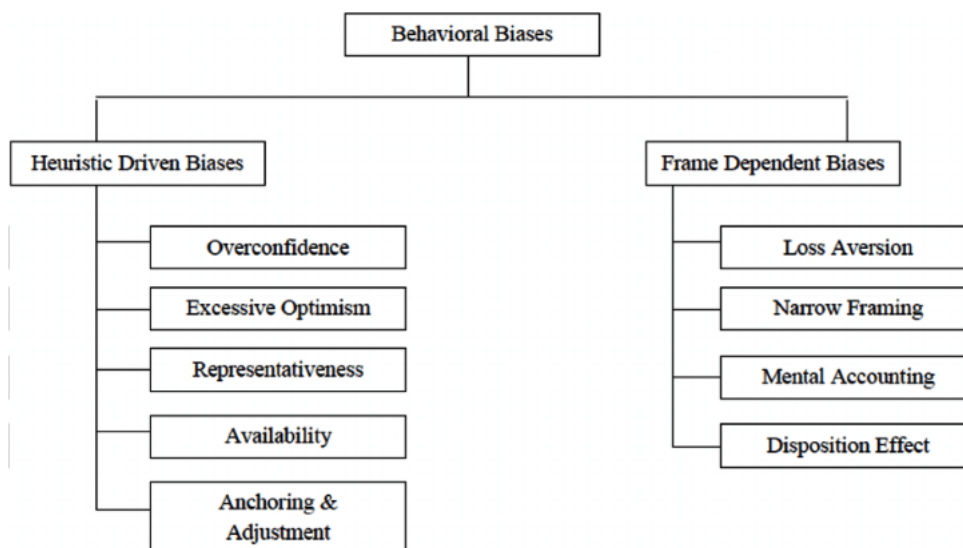 Behavioral Biases
Heuristic Driven Biases
Overconfidence
Excessive Optimism
Representativeness
Availability
Anchoring &
Adjustment
Frame Dependent Biases
Loss Aversion
Narrow Framing
Mental Accounting
Disposition Effect